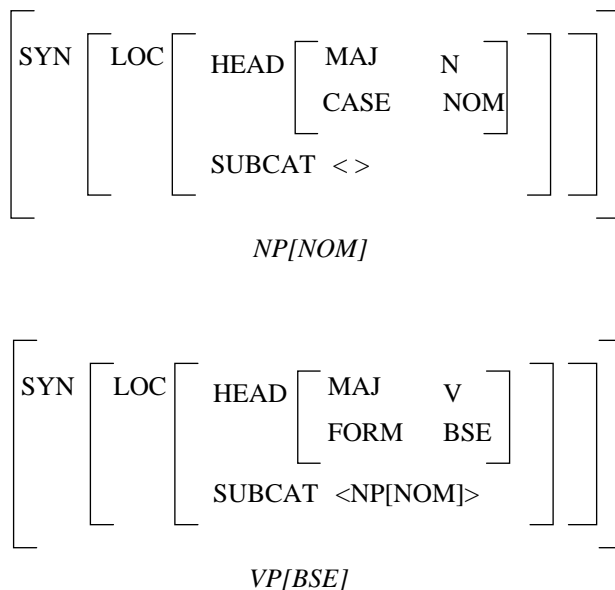 SYN LOC HEAD MAJ N
CASE NOM
SUBCAT < >
NP[NOM]
SYN LOC HEAD MAJ V
FORM BSE
SUBCAT <NP[NOM]>
VP[BSE]